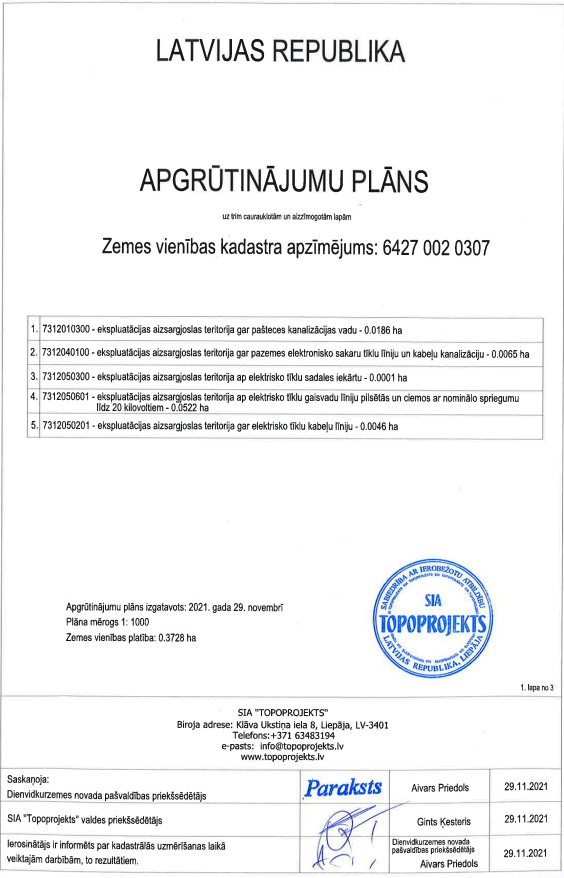 LATVIJAS REPUBLIKA
APGRŪTINĀJUMU PLĀNS
uz trim caurauklotām un aizzīmogotām lapām
Zemes vienības kadastra apzīmējums: 6427 002 0307
1. 7312010300 - ekspluatācijas aizsargjoslas teritorija gar pašteces kanalizācijas vadu - 0.0186 ha
2. 7312040100 - ekspluatācijas aizsargjoslas teritorija gar pazemes elektronisko sakaru tīklu līniju un kabeļu kanalizāciju - 0.0065 ha
3. 7312050300 - ekspluatācijas aizsargjoslas teritorija ap elektrisko tīklu sadales iekārtu - 0.0001 ha
4. 7312050601 - ekspluatācijas aizsargjoslas teritorija ap elektrisko tīklu gaisvadu līniju pilsētās un ciemos ar nominālo spriegumu
līdz 20 kilovoltiem - 0.0522 ha
5. 7312050201 - ekspluatācijas aizsargjoslas teritorija gar elektrisko tīklu kabeļu līniju - 0.0046 ha
Apgrūtinājumu plāns izgatavots: 2021. gada 29. novembrī
Plāna mērogs 1: 1000
Zemes vienības platība: 0.3728 ha
SABIEDRĪBA AR IEROBEŽOTU ATBILDĪBU
SIA
TOPOPROJEKTS
LATVIJAS REPUBLIKA, LIEPĀJA
1. lapa no 3
SIA "TOPOPROJEKTS"
Biroja adrese: Klāva Ukstiņa iela 8, Liepāja, LV-3401
Telefons:+371 63483194
e-pasts: info@topoprojekts.lv
www.topoprojekts.lv
Saskaņoja:
Dienvidkurzemes novada pašvaldības priekšsēdētājs
Paraksts
Aivars Priedols
29.11.2021
SIA "Topoprojekts" valdes priekšsēdētājs
Gints Ķesteris
29.11.2021
Ierosinātājs ir informēts par kadastrālās uzmērīšanas laikā
veiktajām darbībām, to rezultātiem.
Dienvidkurzemes novada
pašvaldības priekšsēdētājs
Aivars Priedols
29.11.2021